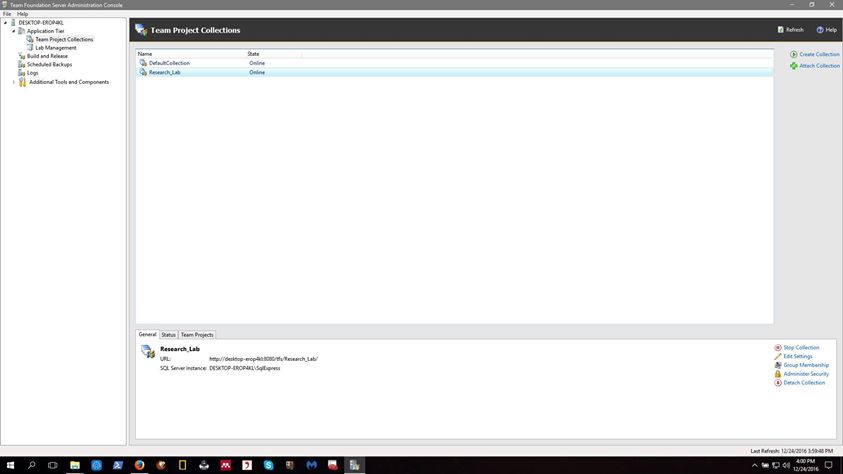 Team Foundation Server Administration Console
File Help
DESKTOP-EROP4KL
Application Tier
Team Project Collections
Lab Management
Build and Release
Scheduled Backups
Logs
Additional Tools and Components
Team Project Collections
Refresh Help
Name State
DefaultCollection Online
Research_Lab Online
Create Collection
Attach Collection
General Status Team Projects
Research_Lab
URL: http://desktop-erop4kl:8080/tfs/Research_Lab/
SQL Server Instance: DESKTOP-EROP4KL\SqlExpress
Stop Collection
Edit Settings
Group Membership
Administer Security
Detach Collection
Last Refresh: 12/24/2016 3:59:48 PM
4:00 PM
12/24/2016